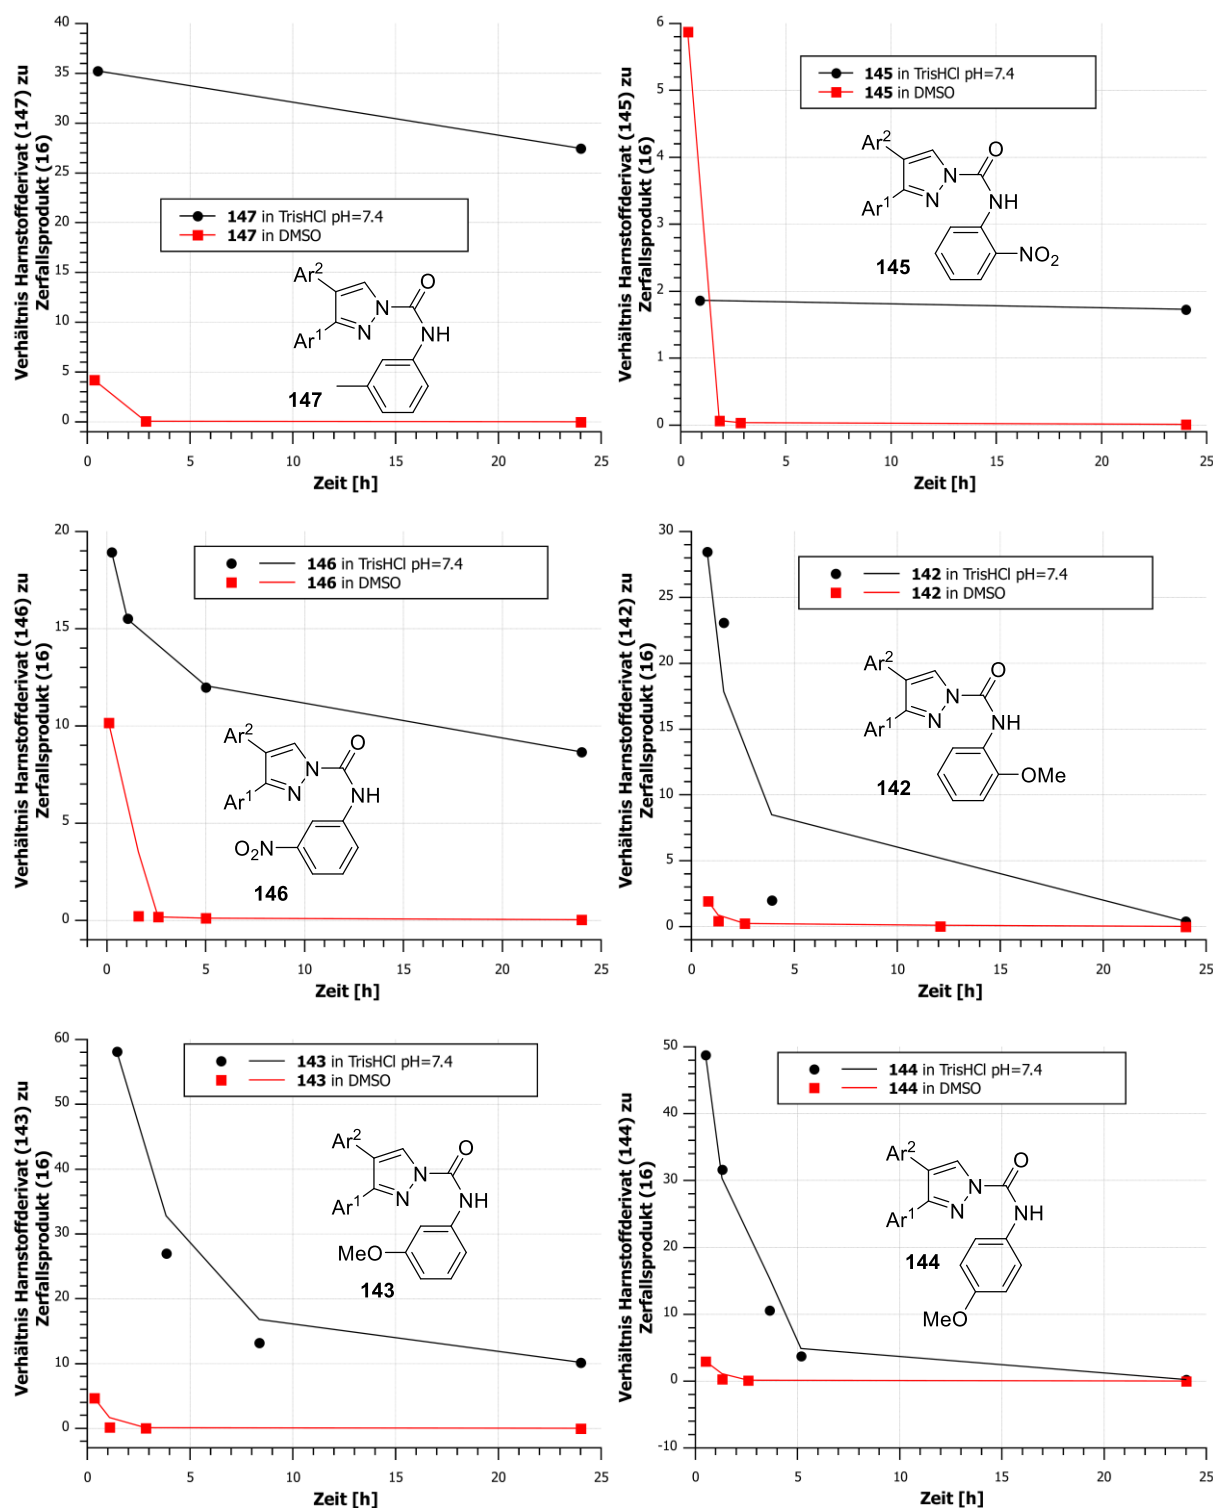 Verhältnis Harnstoffderivat (147) zu
Zerfallsprodukt (16)
40
35
30
25
20
15
10
5
0
147 in TrisHCl pH=7.4
147 in DMSO
Ar2
Ar1
N
N
O
NH
147
0 5 10 15 20 25
Zeit [h]
Verhältnis Harnstoffderivat (145) zu
Zerfallsprodukt (16)
6
5
4
3
2
1
0
145 in TrisHCl pH=7.4
145 in DMSO
Ar2
Ar1
N
N
O
NH
NO2
145
0 5 10 15 20 25
Zeit [h]
Verhältnis Harnstoffderivat (146) zu
Zerfallsprodukt (16)
20
15
10
5
0
146 in TrisHCl pH=7.4
146 in DMSO
Ar2
Ar1
N
N
O
NH
O2N
146
0 5 10 15 20 25
Zeit [h]
Verhältnis Harnstoffderivat (142) zu
Zerfallsprodukt (16)
30
25
20
15
10
5
0
142 in TrisHCl pH=7.4
142 in DMSO
Ar2
Ar1
N
N
O
NH
OMe
142
0 5 10 15 20 25
Zeit [h]
Verhältnis Harnstoffderivat (143) zu
Zerfallsprodukt (16)
60
50
40
30
20
10
0
143 in TrisHCl pH=7.4
143 in DMSO
Ar2
Ar1
N
N
O
NH
MeO
143
0 5 10 15 20 25
Zeit [h]
Verhältnis Harnstoffderivat (144) zu
Zerfallsprodukt (16)
50
40
30
20
10
0
-10
144 in TrisHCl pH=7.4
144 in DMSO
Ar2
Ar1
N
N
O
NH
144
MeO
0 5 10 15 20 25
Zeit [h]